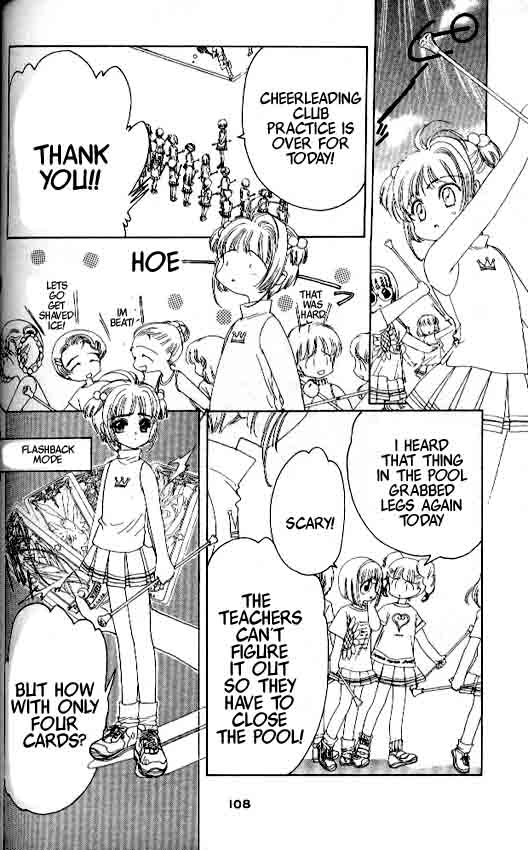 CHEERLEADING
CLUB
PRACTICE IS
OVER FOR
TODAY!
THANK
YOU!!
HOE
LETS
GO
GET
SHAVED
ICE!
IM
BEAT!
THAT
WAS
HARD!
I HEARD
THAT THING
IN THE POOL
GRABBED
LEGS AGAIN
TODAY
SCARY!
THE
TEACHERS
CAN'T
FIGURE
IT OUT
SO THEY
HAVE TO
CLOSE
THE POOL!
FLASHBACK
MODE
BUT HOW
WITH ONLY
FOUR
CARDS?
108